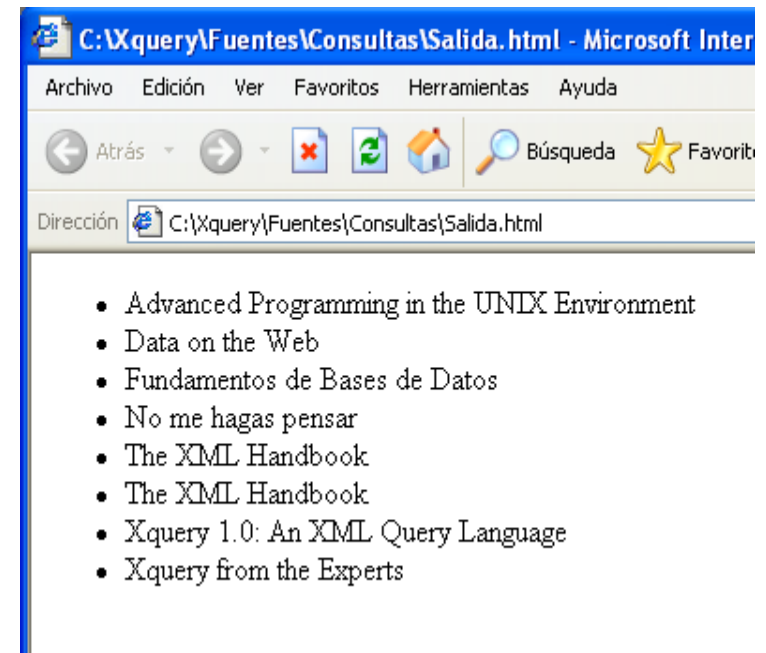 C:\Xquery\Fuentes\Consultas\Salida.html - Microsoft Inter
Archivo Edición Ver Favoritos Herramientas Ayuda
Atrás Búsqueda Favorit
Dirección C:\Xquery\Fuentes\Consultas\Salida.html
• Advanced Programming in the UNIX Environment
• Data on the Web
• Fundamentos de Bases de Datos
• No me hagas pensar
• The XML Handbook
• The XML Handbook
• Xquery 1.0: An XML Query Language
• Xquery from the Experts